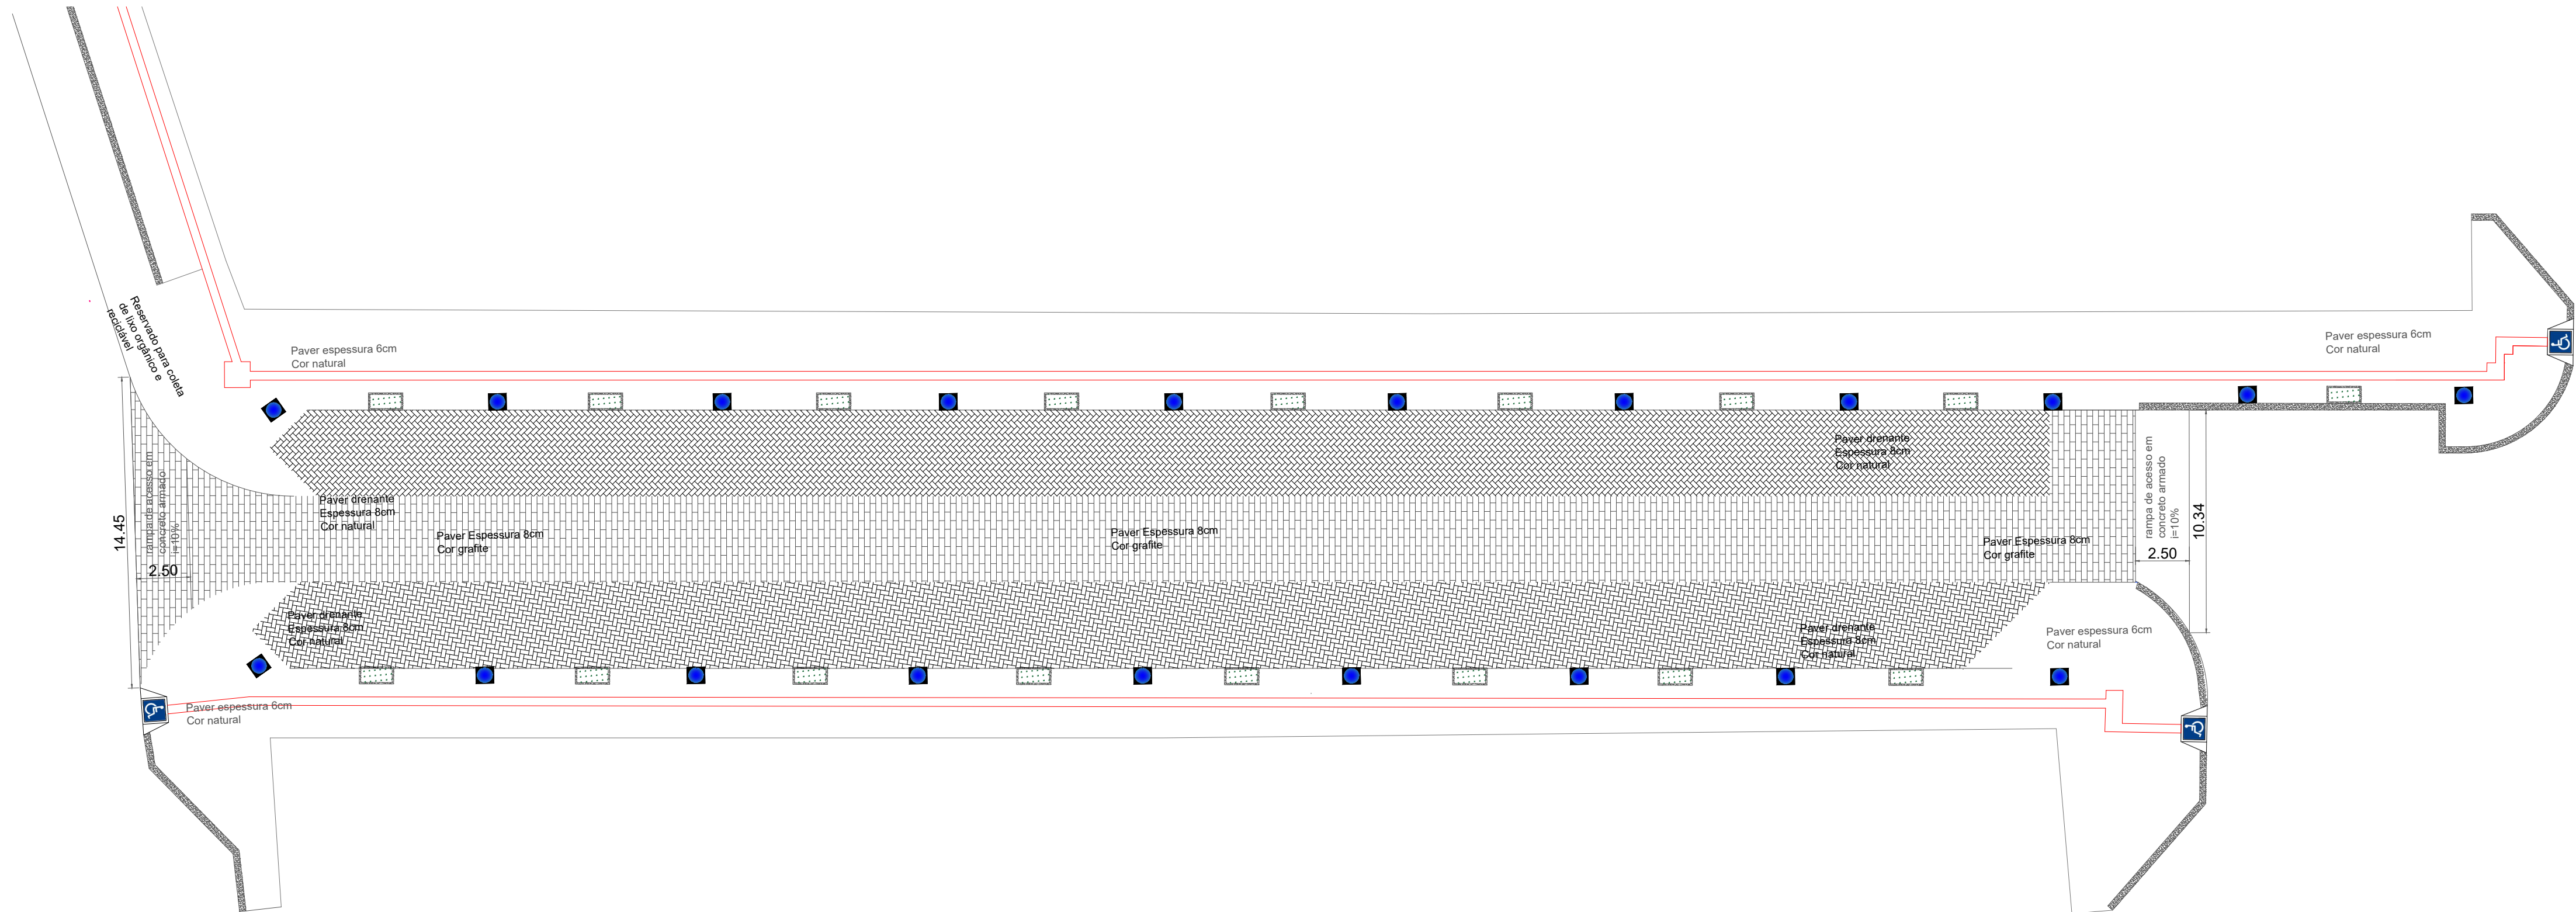 Reservado para coleta
de lixo orgânico e
reciclável
Paver espessura 6cm
Cor natural
Paver espessura 6cm
Cor natural
14.45
rampa de acesso em
concreto armado
i=10%
2.50
Paver drenante
Espessura 8cm
Cor natural
Paver Espessura 8cm
Cor grafite
Paver Espessura 8cm
Cor grafite
Paver drenante
Espessura 8cm
Cor natural
Paver Espessura 8cm
Cor grafite
rampa de acesso em
concreto armado
i=10%
2.50
10.34
Paver drenante
Espessura 8cm
Cor natural
Paver drenante
Espessura 8cm
Cor natural
Paver espessura 6cm
Cor natural
Paver espessura 6cm
Cor natural